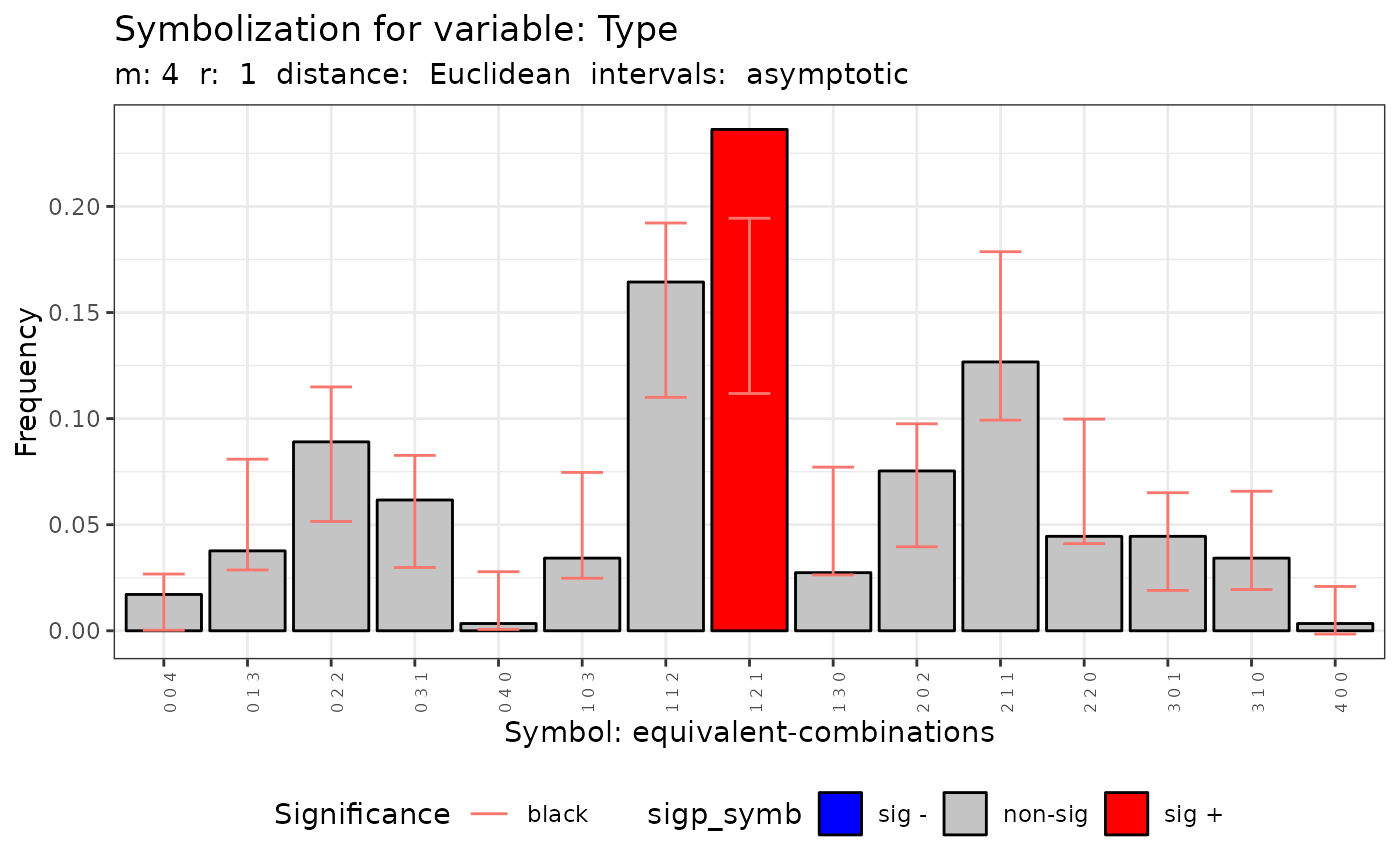 Symbolization for variable: Type
m: 4 r: 1 distance: Euclidean intervals: asymptotic
Frequency
0.20
0.15
0.10
0.05
0.00
0 0 4
0 1 3
0 2 2
0 3 1
0 4 0
1 0 3
1 1 2
1 2 1
1 3 0
2 0 2
2 1 1
2 2 0
3 0 1
3 1 0
4 0 0
Symbol: equivalent-combinations
Significance black sigp_symb sig - non-sig sig +